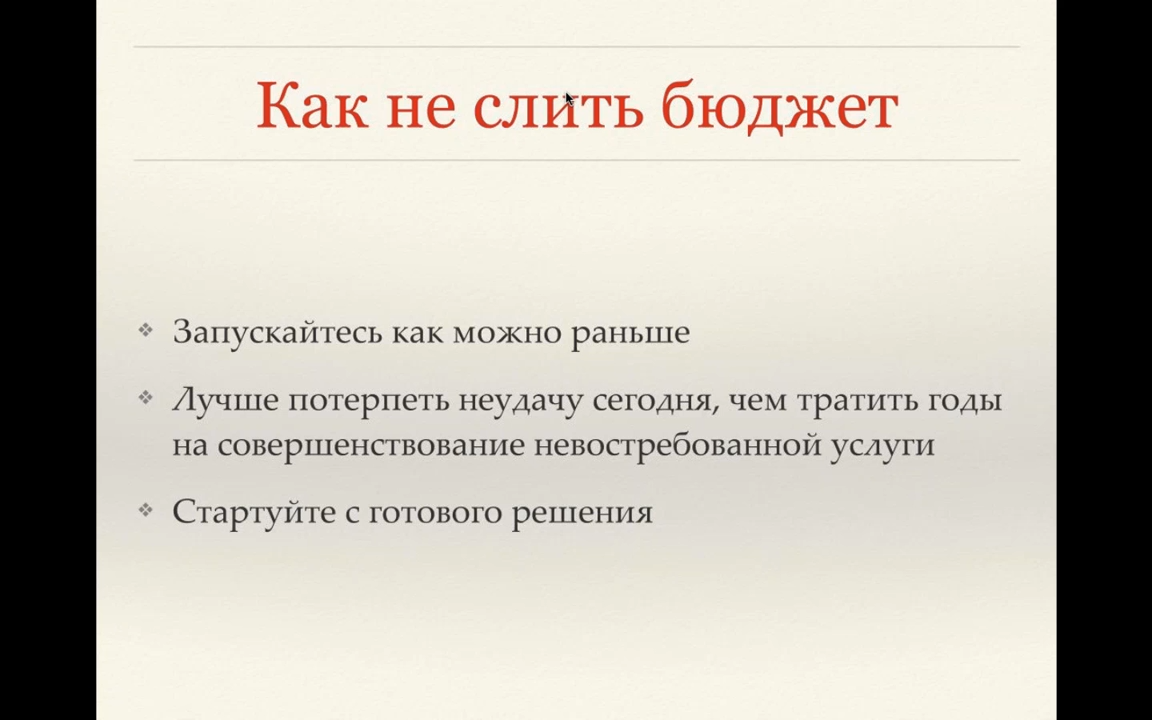 Как не слить бюджет
❖ Запускайтесь как можно раньше
❖ Лучше потерпеть неудачу сегодня, чем тратить годы
на совершенствование невостребованной услуги
❖ Стартуйте с готового решения